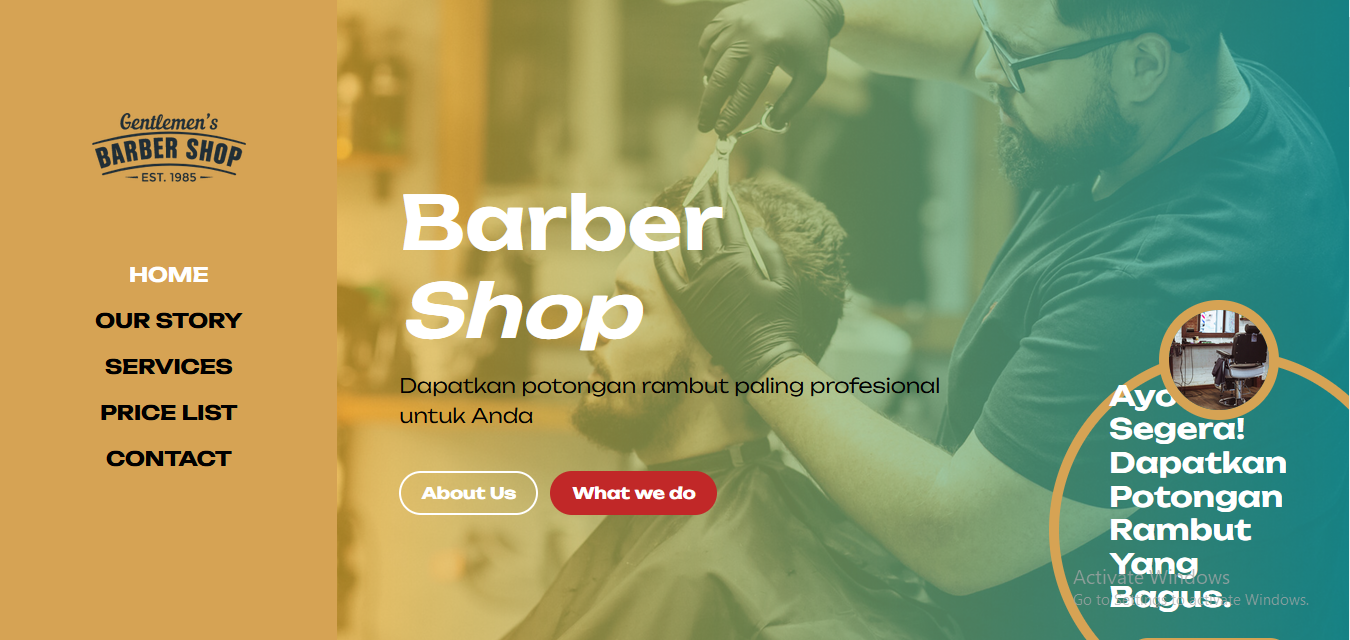 Gentlemen's
BARBER SHOP
EST. 1985
HOME
OUR STORY
SERVICES
PRICE LIST
CONTACT
Barber
Shop
Dapatkan potongan rambut paling profesional
untuk Anda
About Us
What we do
Ayo
Segera!
Dapatkan
Potongan
Rambut
Yang
Bagus.
Activate Windows
Go to Settings to activate Windows.